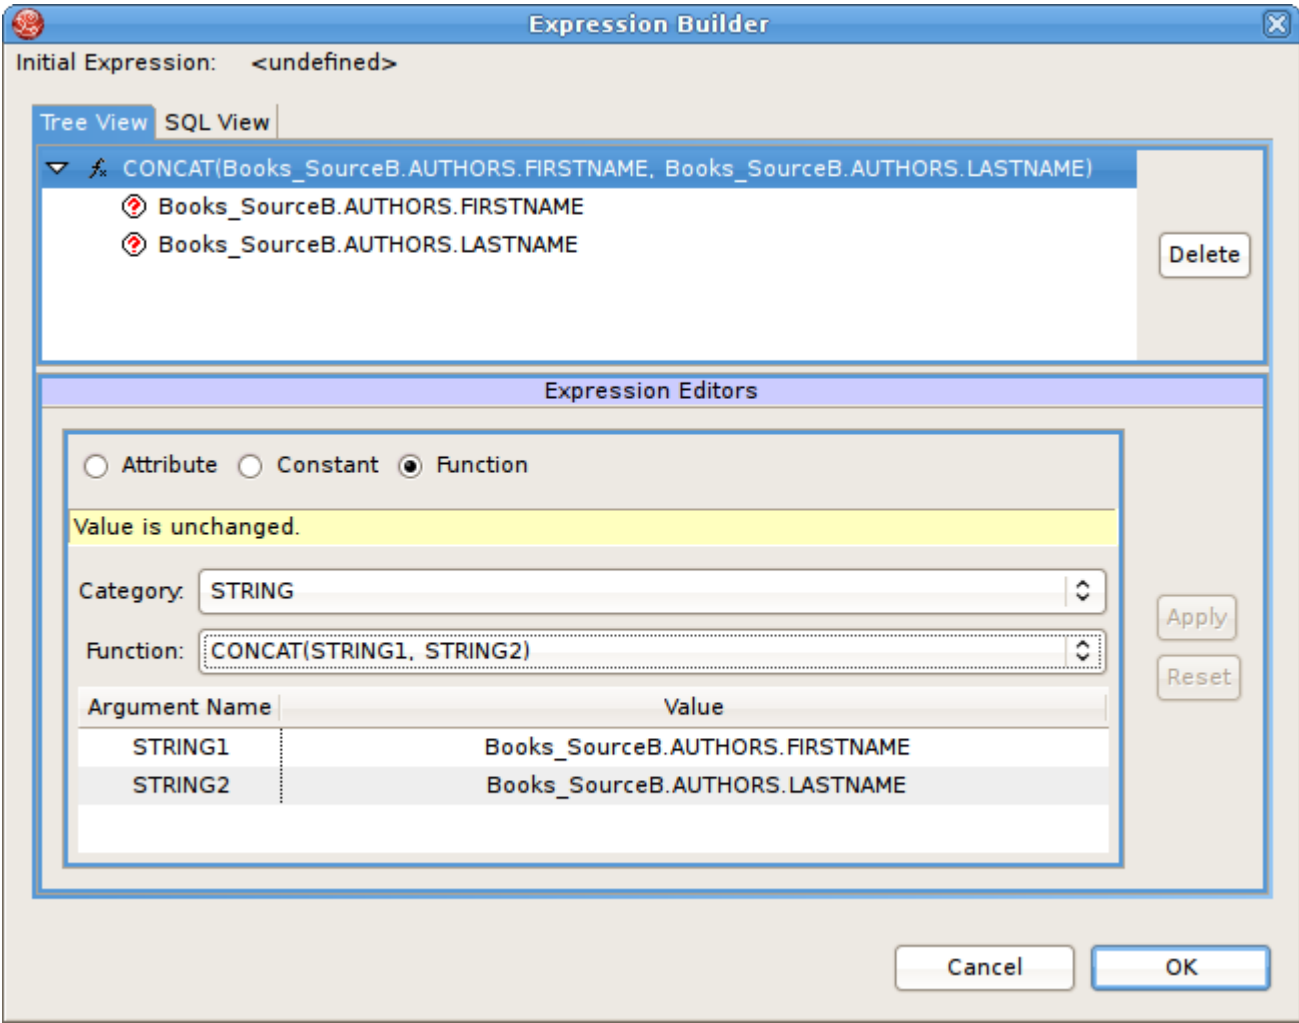 Expression Builder
Initial Expression: <undefined>
Tree View SQL View
CONCAT(Books_SourceB.AUTHORS.FIRSTNAME, Books_SourceB.AUTHORS.LASTNAME)
Books_SourceB.AUTHORS.FIRSTNAME
Books_SourceB.AUTHORS.LASTNAME
Delete
Expression Editors
Attribute Constant Function
Value is unchanged.
Category: STRING
Function: CONCAT(STRING1, STRING2)
Apply
Reset
Argument Name Value
STRING1 Books_SourceB.AUTHORS.FIRSTNAME
STRING2 Books_SourceB.AUTHORS.LASTNAME
Cancel OK